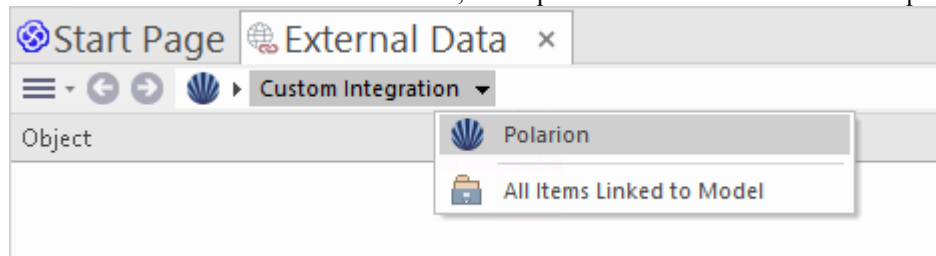 Start Page External Data ×
Custom Integration
Object
Polarion
All Items Linked to Model